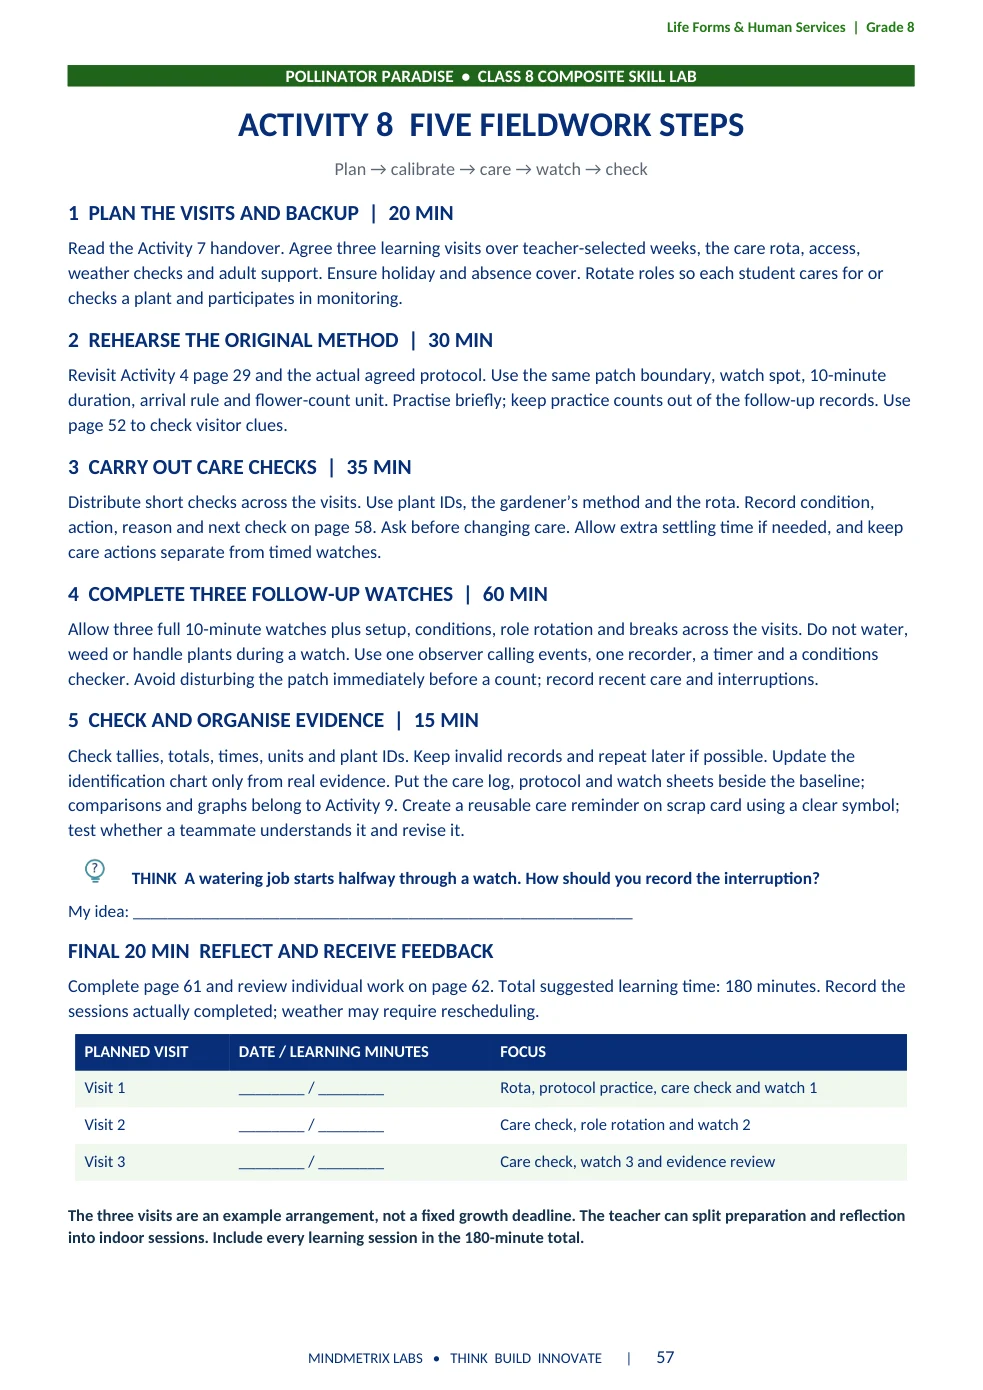 Life Forms & Human Services | Grade 8
POLLINATOR PARADISE ● CLASS 8 COMPOSITE SKILL LAB
ACTIVITY 8 FIVE FIELDWORK STEPS
Plan → calibrate → care → watch → check
1 PLAN THE VISITS AND BACKUP | 20 MIN
Read the Activity 7 handover. Agree three learning visits over teacher-selected weeks, the care rota, access,
weather checks and adult support. Ensure holiday and absence cover. Rotate roles so each student cares for or
checks a plant and participates in monitoring.
2 REHEARSE THE ORIGINAL METHOD | 30 MIN
Revisit Activity 4 page 29 and the actual agreed protocol. Use the same patch boundary, watch spot, 10-minute
duration, arrival rule and flower-count unit. Practise briefly; keep practice counts out of the follow-up records. Use
page 52 to check visitor clues.
3 CARRY OUT CARE CHECKS | 35 MIN
Distribute short checks across the visits. Use plant IDs, the gardener’s method and the rota. Record condition,
action, reason and next check on page 58. Ask before changing care. Allow extra settling time if needed, and keep
care actions separate from timed watches.
4 COMPLETE THREE FOLLOW-UP WATCHES | 60 MIN
Allow three full 10-minute watches plus setup, conditions, role rotation and breaks across the visits. Do not water,
weed or handle plants during a watch. Use one observer calling events, one recorder, a timer and a conditions
checker. Avoid disturbing the patch immediately before a count; record recent care and interruptions.
5 CHECK AND ORGANISE EVIDENCE | 15 MIN
Check tallies, totals, times, units and plant IDs. Keep invalid records and repeat later if possible. Update the
identification chart only from real evidence. Put the care log, protocol and watch sheets beside the baseline;
comparisons and graphs belong to Activity 9. Create a reusable care reminder on scrap card using a clear symbol;
test whether a teammate understands it and revise it.
? THINK A watering job starts halfway through a watch. How should you record the interruption?
My idea: ____________________________________________________________
FINAL 20 MIN REFLECT AND RECEIVE FEEDBACK
Complete page 61 and review individual work on page 62. Total suggested learning time: 180 minutes. Record the
sessions actually completed; weather may require rescheduling.
PLANNED VISIT DATE / LEARNING MINUTES FOCUS
Visit 1 ________ / ________ Rota, protocol practice, care check and watch 1
Visit 2 ________ / ________ Care check, role rotation and watch 2
Visit 3 ________ / ________ Care check, watch 3 and evidence review
The three visits are an example arrangement, not a fixed growth deadline. The teacher can split preparation and reflection
into indoor sessions. Include every learning session in the 180-minute total.
MINDMETRIX LABS ● THINK BUILD INNOVATE | 57